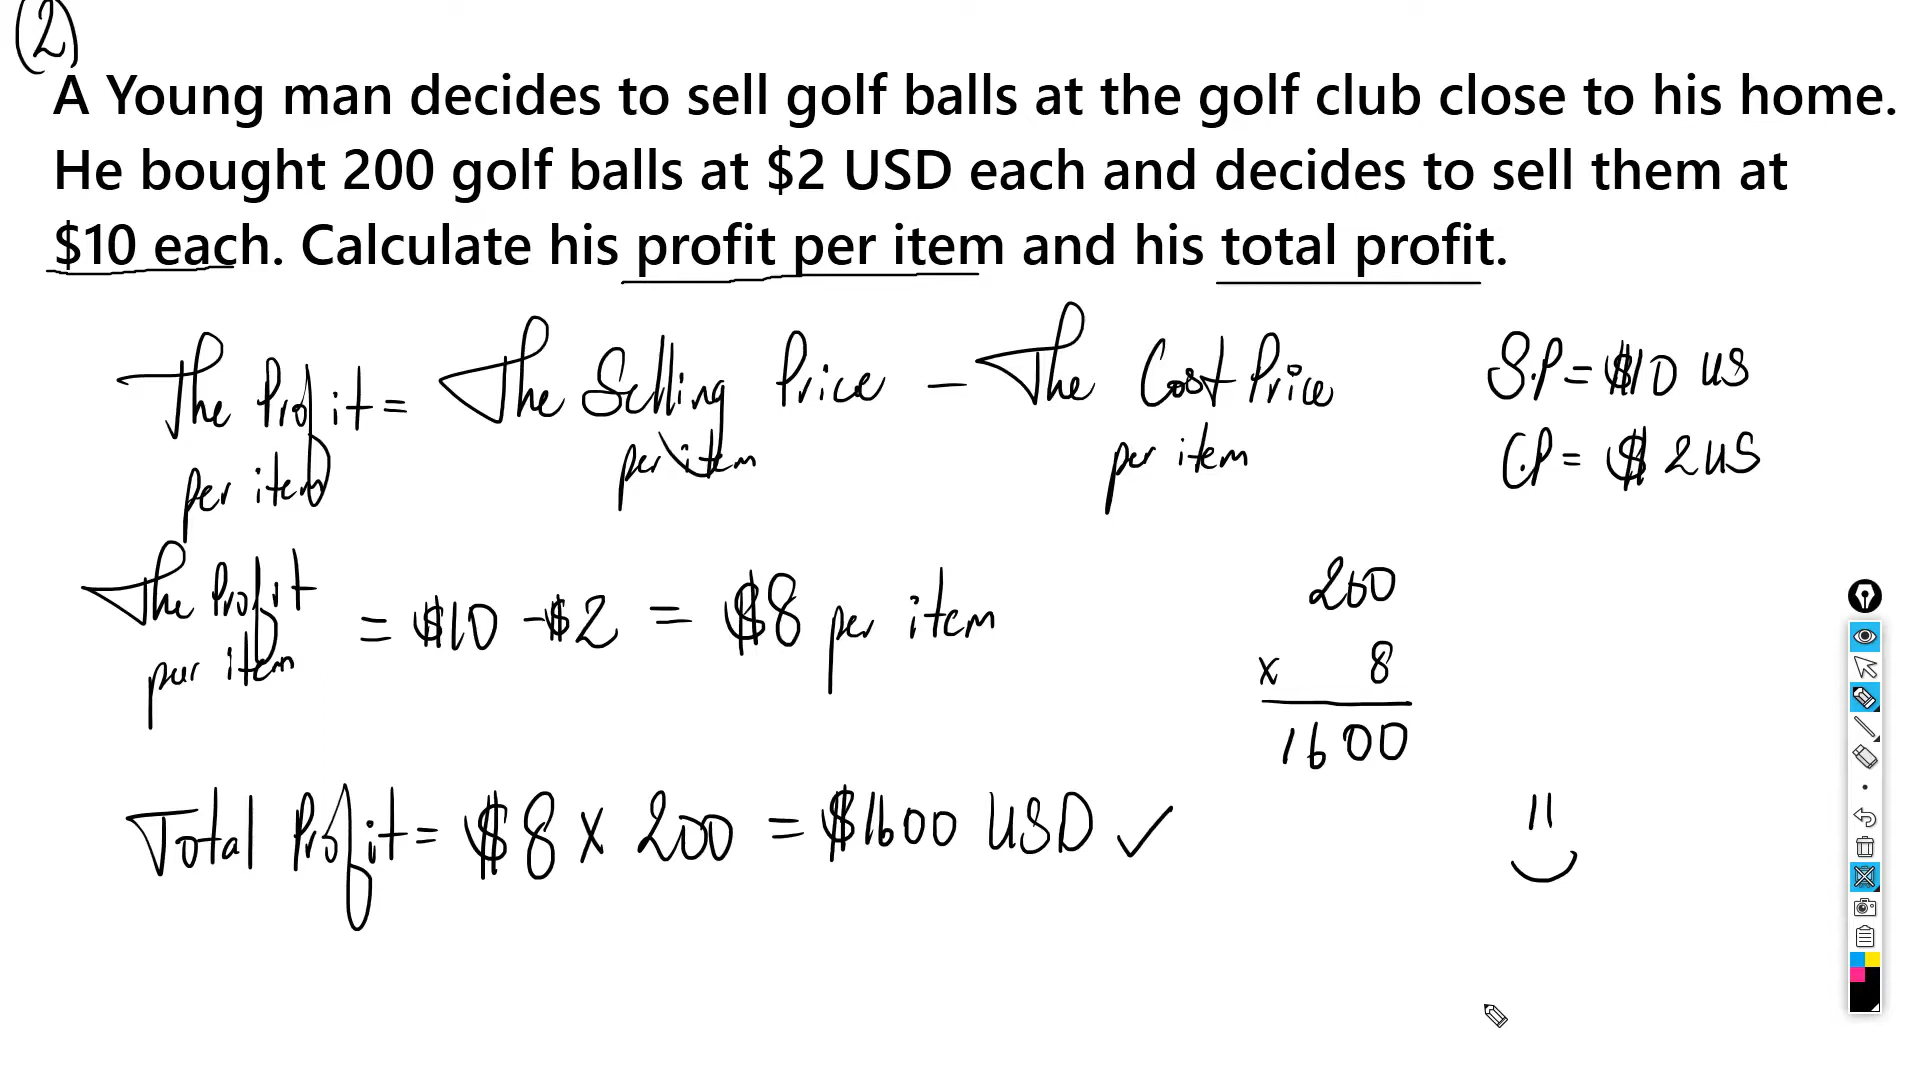 (2)
A Young man decides to sell golf balls at the golf club close to his home.
He bought 200 golf balls at $2 USD each and decides to sell them at
$10 each. Calculate his profit per item and his total profit.
The Profit = The Selling Price - The Cost Price
per item per item per item
S.P = $10 US
C.P = $2 US
The Profit = $10 - $2 = $8 per item
per item
200
x 8
1600
Total Profit = $8 x 200 = $1600 USD ✓